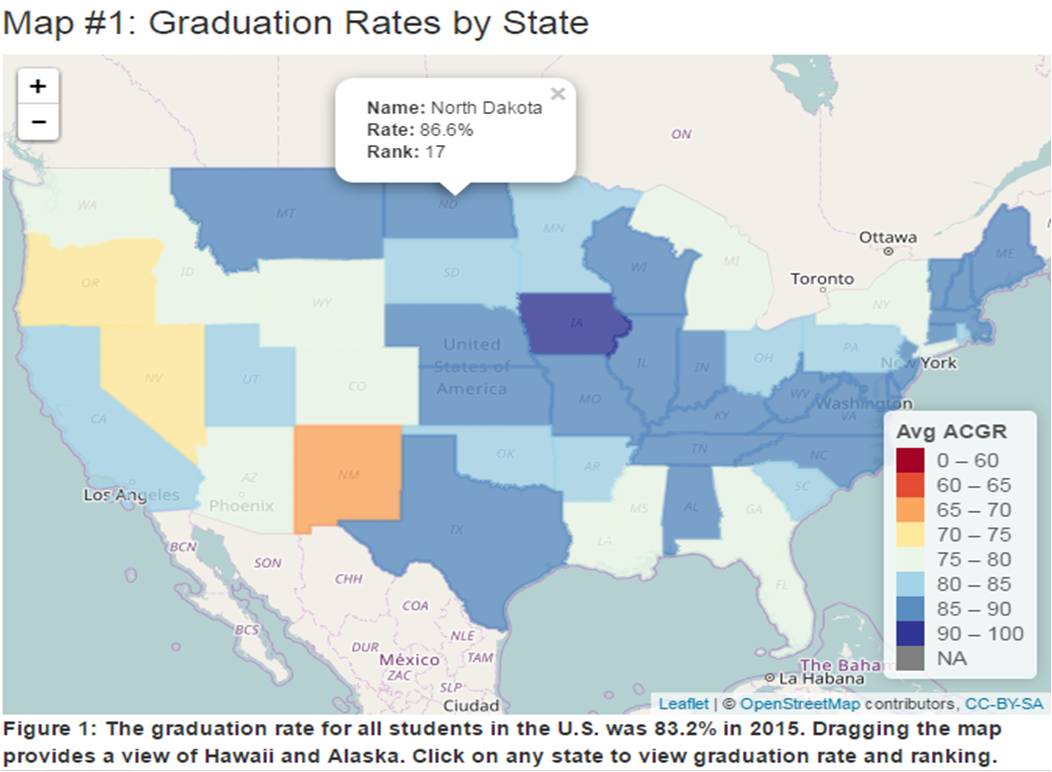 Map #1: Graduation Rates by State
+
−
×
Name: North Dakota
Rate: 86.6%
Rank: 17
ON
WA
MT
ND
MN
OR
ID
SD
WI
MI
Ottawa
ME
Toronto
WY
NY
IA
NV
UT
CO
United
States of
America
IL
IN
OH
PA
New York
CA
MO
KY
WV
Washington
VA
TN
NC
AZ
NM
OK
AR
SC
Los Angeles
Phoenix
TX
LA
MS
AL
GA
FL
BCN
SON
CHH
COA
BCS
DUR
NLE
México
ZAC
TAM
SLP
Ciudad
The Baham
La Habana
Avg ACGR
0 – 60
60 – 65
65 – 70
70 – 75
75 – 80
80 – 85
85 – 90
90 – 100
NA
Leaflet | © OpenStreetMap contributors, CC-BY-SA
Figure 1: The graduation rate for all students in the U.S. was 83.2% in 2015. Dragging the map
provides a view of Hawaii and Alaska. Click on any state to view graduation rate and ranking.